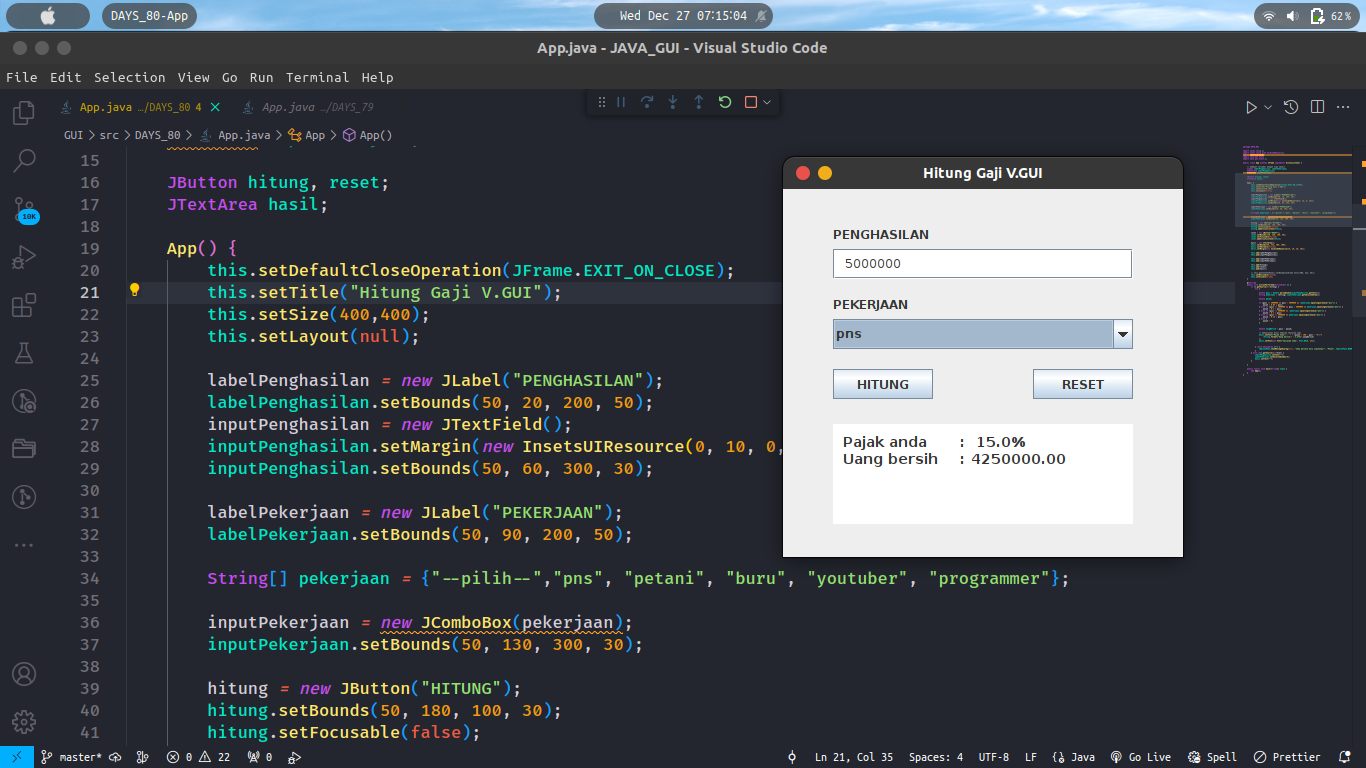 DAYS_80-App
Wed Dec 27 07:15:04
62%
App.java - JAVA_GUI - Visual Studio Code
File Edit Selection View Go Run Terminal Help
App.java .../DAYS_80 4
App.java .../DAYS_79
GUI > src > DAYS_80 > App.java > App > App()
10K
15
16 JButton hitung, reset;
17 JTextArea hasil;
18
19 App() {
20 this.setDefaultCloseOperation(JFrame.EXIT_ON_CLOSE);
21 this.setTitle("Hitung Gaji V.GUI");
22 this.setSize(400,400);
23 this.setLayout(null);
24
25 labelPenghasilan = new JLabel("PENGHASILAN");
26 labelPenghasilan.setBounds(50, 20, 200, 50);
27 inputPenghasilan = new JTextField();
28 inputPenghasilan.setMargin(new InsetsUIResource(0, 10, 0,
29 inputPenghasilan.setBounds(50, 60, 300, 30);
30
31 labelPekerjaan = new JLabel("PEKERJAAN");
32 labelPekerjaan.setBounds(50, 90, 200, 50);
33
34 String[] pekerjaan = {"--pilih--","pns", "petani", "buru", "youtuber", "programmer"};
35
36 inputPekerjaan = new JComboBox(pekerjaan);
37 inputPekerjaan.setBounds(50, 130, 300, 30);
38
39 hitung = new JButton("HITUNG");
40 hitung.setBounds(50, 180, 100, 30);
41 hitung.setFocusable(false);
Hitung Gaji V.GUI
PENGHASILAN
5000000
PEKERJAAN
pns
HITUNG RESET
Pajak anda : 15.0%
Uang bersih : 4250000.00
master* 0 22 0 Ln 21, Col 35 Spaces: 4 UTF-8 LF {} Java Go Live Spell Prettier